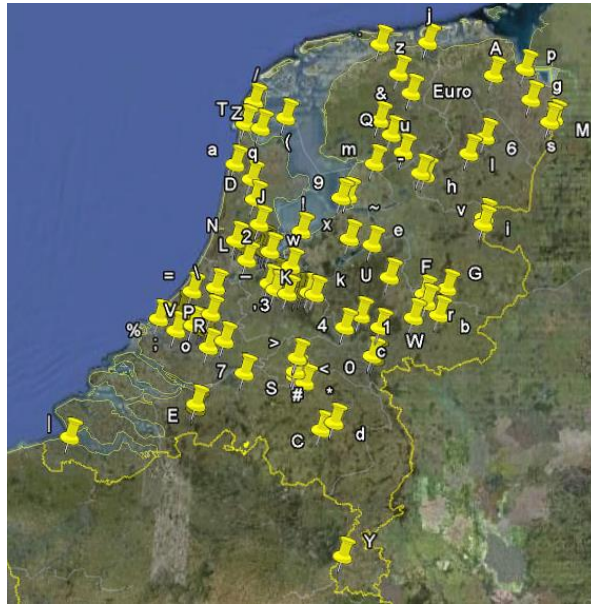 j
z
A
p
&
Euro
g
/
T
Z
Q
u
M
(
s
a
q
m
-
6
l
D
9
h
J
~
v
i
N
2
!
x
e
L
w
=
\
–
K
k
U
F
G
,
3
V
P
%
R
4
1
r
b
;
o
W
>
c
7
S
<
0
#
*
E
|
C
d
Y